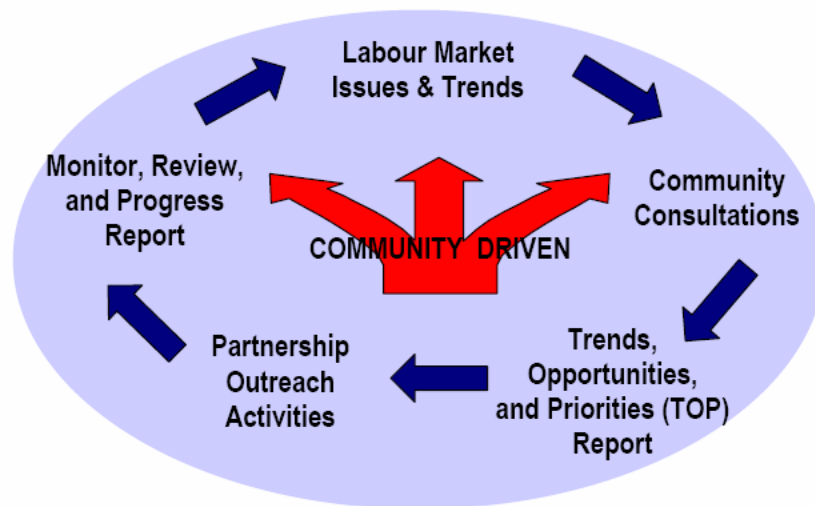 Labour Market
Issues & Trends
Community
Consultations
Trends,
Opportunities,
and Priorities (TOP)
Report
Partnership
Outreach
Activities
Monitor, Review,
and Progress
Report
COMMUNITY DRIVEN